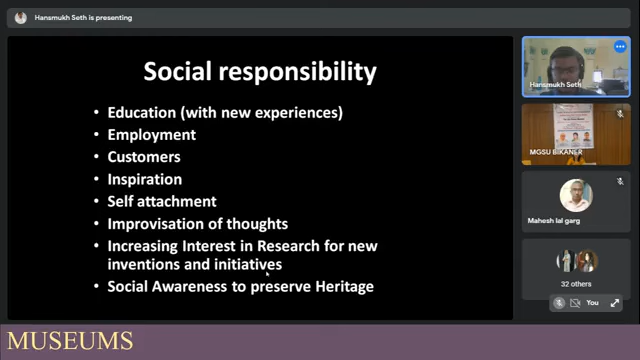 Hansmukh Seth is presenting
Social responsibility
• Education (with new experiences)
• Employment
• Customers
• Inspiration
• Self attachment
• Improvisation of thoughts
• Increasing Interest in Research for new
inventions and initiatives
• Social Awareness to preserve Heritage
Hansmukh Seth
MGSU BIKANER
Mahesh lal garg
32 others
You
MUSEUMS